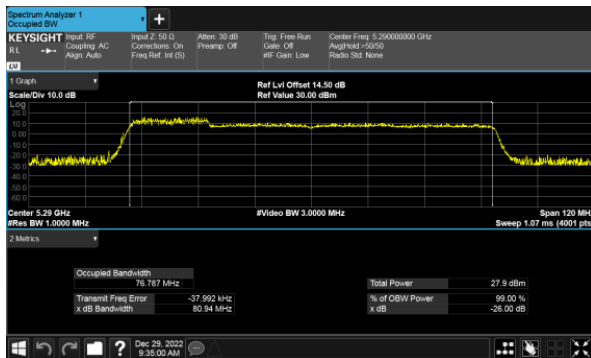 Spectrum Analyzer 1
Occupied BW
+
KEYSIGHT
RL
Input: RF
Coupling: AC
Align: Auto
Input Z: 50 Ω
Corrections: On
Freq Ref: Int (S)
Atten: 30 dB
Preamp: Off
Trig: Free Run
Gate: Off
#IF Gain: Low
Center Freq: 5.290000000 GHz
Avg|Hold:>50/50
Radio Std: None
LXI
1 Graph
Scale/Div 10.0 dB
Ref Lvl Offset 14.50 dB
Ref Value 30.00 dBm
Log
20.0
10.0
0.00
-10.0
-20.0
-30.0
-40.0
-50.0
-60.0
Center 5.29 GHz
#Res BW 1.0000 MHz
#Video BW 3.0000 MHz
Span 120 MHz
Sweep 1.07 ms (4001 pts)
2 Metrics
Occupied Bandwidth
76.787 MHz
Total Power 27.9 dBm
Transmit Freq Error -37.992 kHz
% of OBW Power 99.00 %
x dB Bandwidth 80.94 MHz
x dB -26.00 dB
?
Dec 29, 2022
9:35:00 AM